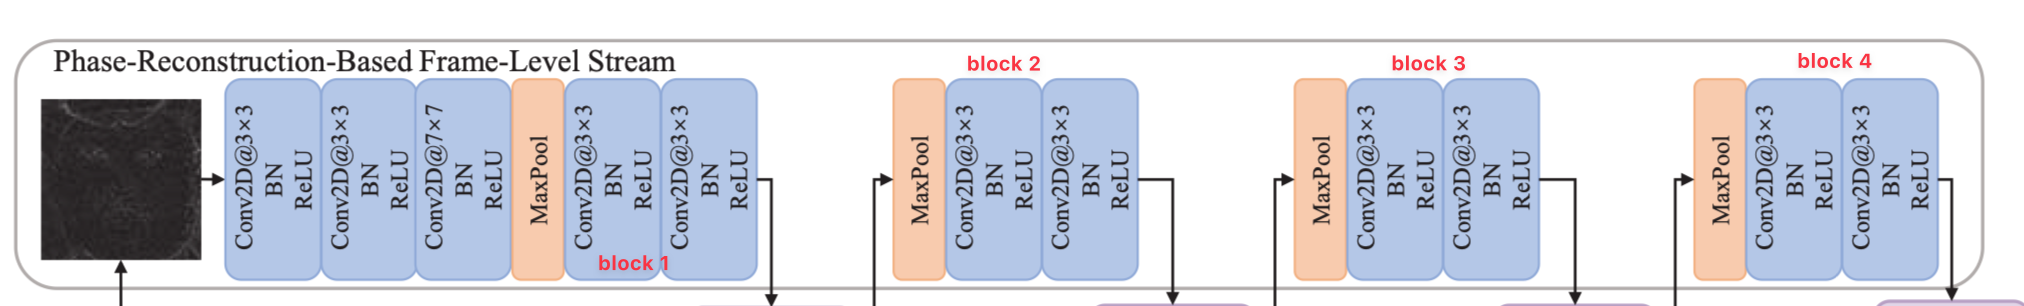 Phase-Reconstruction-Based Frame-Level Stream
Conv2D@3×3
BN
ReLU
Conv2D@3×3
BN
ReLU
Conv2D@7×7
BN
ReLU
MaxPool
Conv2D@3×3
BN
ReLU
Conv2D@3×3
BN
ReLU
block 1
block 2
MaxPool
Conv2D@3×3
BN
ReLU
Conv2D@3×3
BN
ReLU
block 3
MaxPool
Conv2D@3×3
BN
ReLU
Conv2D@3×3
BN
ReLU
block 4
MaxPool
Conv2D@3×3
BN
ReLU
Conv2D@3×3
BN
ReLU